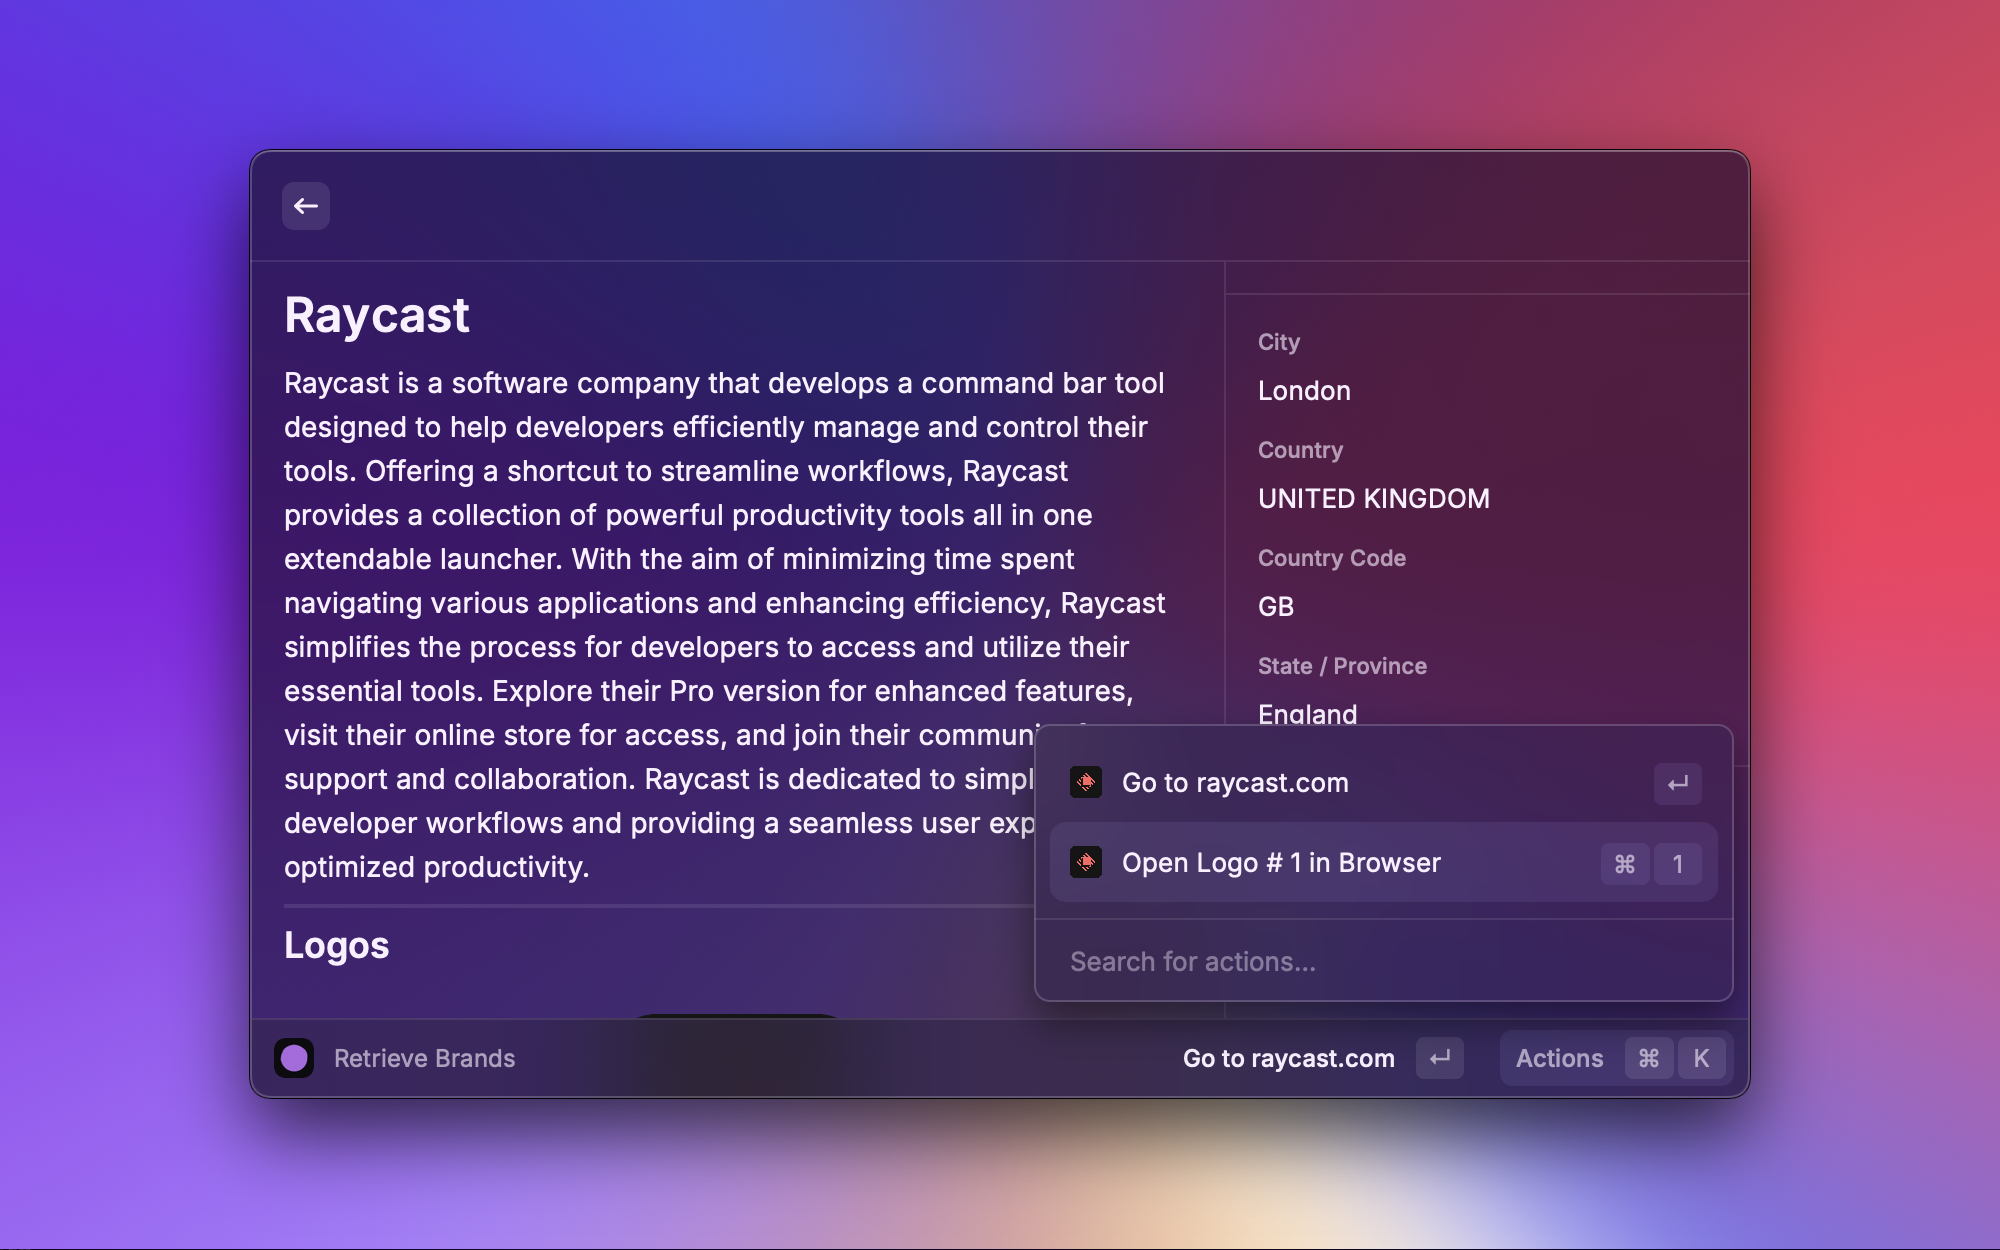 Raycast
Raycast is a software company that develops a command bar tool
designed to help developers efficiently manage and control their
tools. Offering a shortcut to streamline workflows, Raycast
provides a collection of powerful productivity tools all in one
extendable launcher. With the aim of minimizing time spent
navigating various applications and enhancing efficiency, Raycast
simplifies the process for developers to access and utilize their
essential tools. Explore their Pro version for enhanced features,
visit their online store for access, and join their
support and collaboration. Raycast is dedicated to
developer workflows and providing a seamless user
optimized productivity.
Logos
City
London
Country
UNITED KINGDOM
Country Code
GB
State / Province
England
Go to raycast.com ↵
Open Logo # 1 in Browser ⌘ 1
Search for actions...
Retrieve Brands
Go to raycast.com ↵
Actions ⌘ K